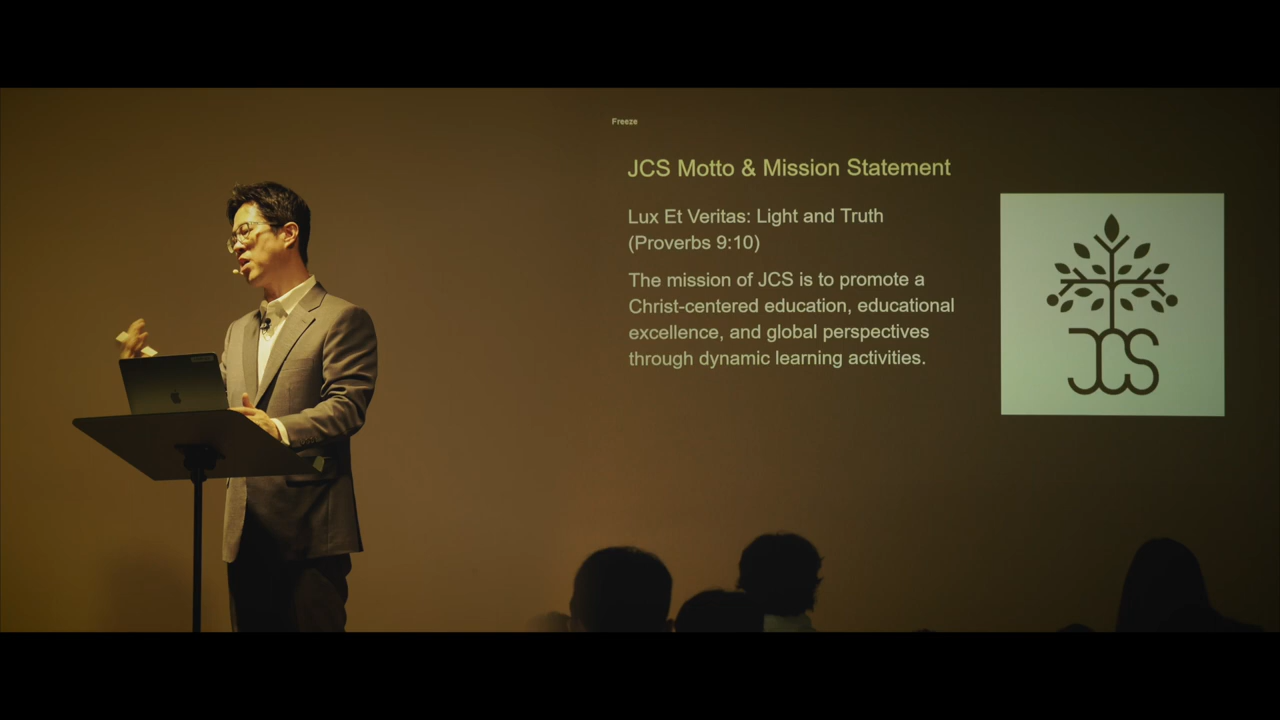 Freeze
JCS Motto & Mission Statement
Lux Et Veritas: Light and Truth
(Proverbs 9:10)
The mission of JCS is to promote a
Christ-centered education, educational
excellence, and global perspectives
through dynamic learning activities.
JCS